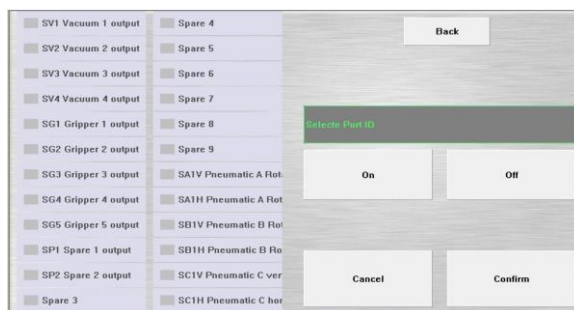 SV1 Vacuum 1 output
SV2 Vacuum 2 output
SV3 Vacuum 3 output
SV4 Vacuum 4 output
SG1 Gripper 1 output
SG2 Gripper 2 output
SG3 Gripper 3 output
SG4 Gripper 4 output
SG5 Gripper 5 output
SP1 Spare 1 output
SP2 Spare 2 output
Spare 3
Spare 4
Spare 5
Spare 6
Spare 7
Spare 8
Spare 9
SA1V Pneumatic A Rot
SA1H Pneumatic A Rot
SB1V Pneumatic B Rot
SB1H Pneumatic B Ro
SC1V Pneumatic C ver
SC1H Pneumatic C hor
Back
Selecte Port ID
On
Off
Cancel
Confirm